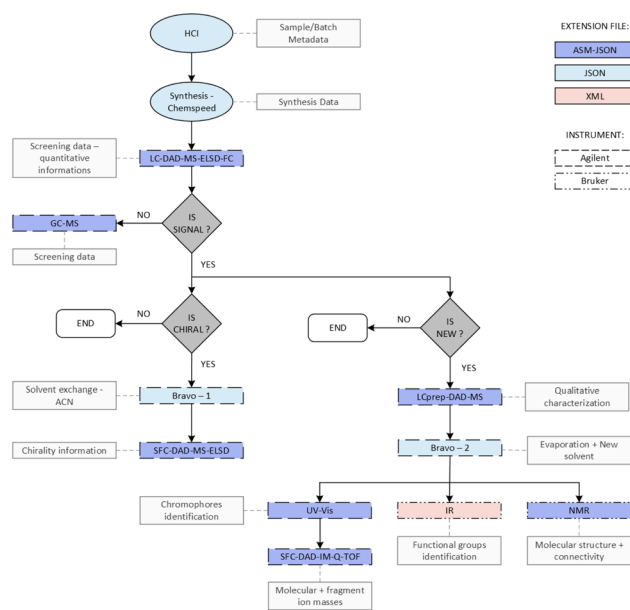 HCI
Sample/Batch
Metadata
EXTENSION FILE:
ASM-JSON
JSON
XML
INSTRUMENT:
Agilent
Bruker
Synthesis -
Chemspeed
Synthesis Data
Screening data –
quantitative
informations
LC-DAD-MS-ELSD-FC
IS
SIGNAL ?
NO
GC-MS
Screening data
YES
IS
CHIRAL ?
NO
END
YES
IS
NEW ?
NO
END
YES
Solvent exchange -
ACN
Bravo – 1
Chirality information
SFC-DAD-MS-ELSD
LCprep-DAD-MS
Qualitative
characterization
Bravo – 2
Evaporation + New
solvent
Chromophores
identification
UV-Vis
IR
NMR
SFC-DAD-IM-Q-TOF
Functional groups
identification
Molecular structure +
connectivity
Molecular + fragment
ion masses